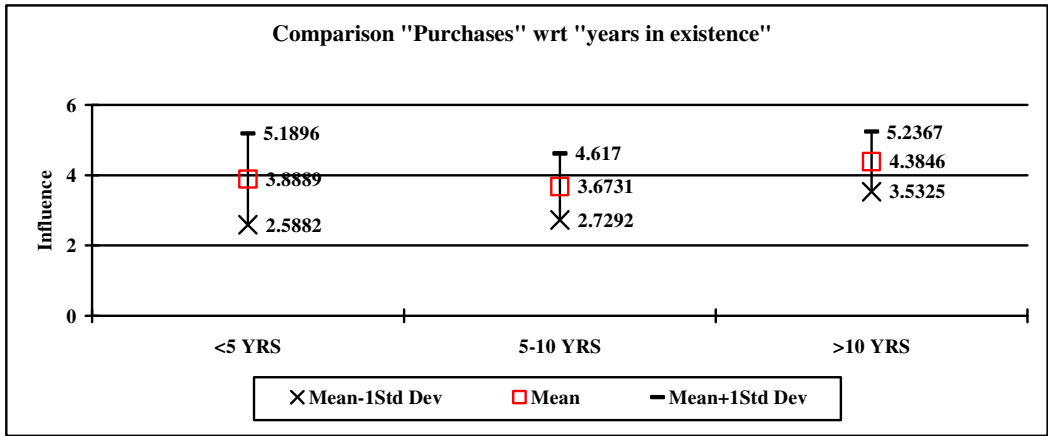 Comparison "Purchases" wrt "years in existence"
Influence
6
4
2
0
5.1896
3.8889
2.5882
4.617
3.6731
2.7292
5.2367
4.3846
3.5325
<5 YRS
5-10 YRS
>10 YRS
Mean-1Std Dev
Mean
Mean+1Std Dev